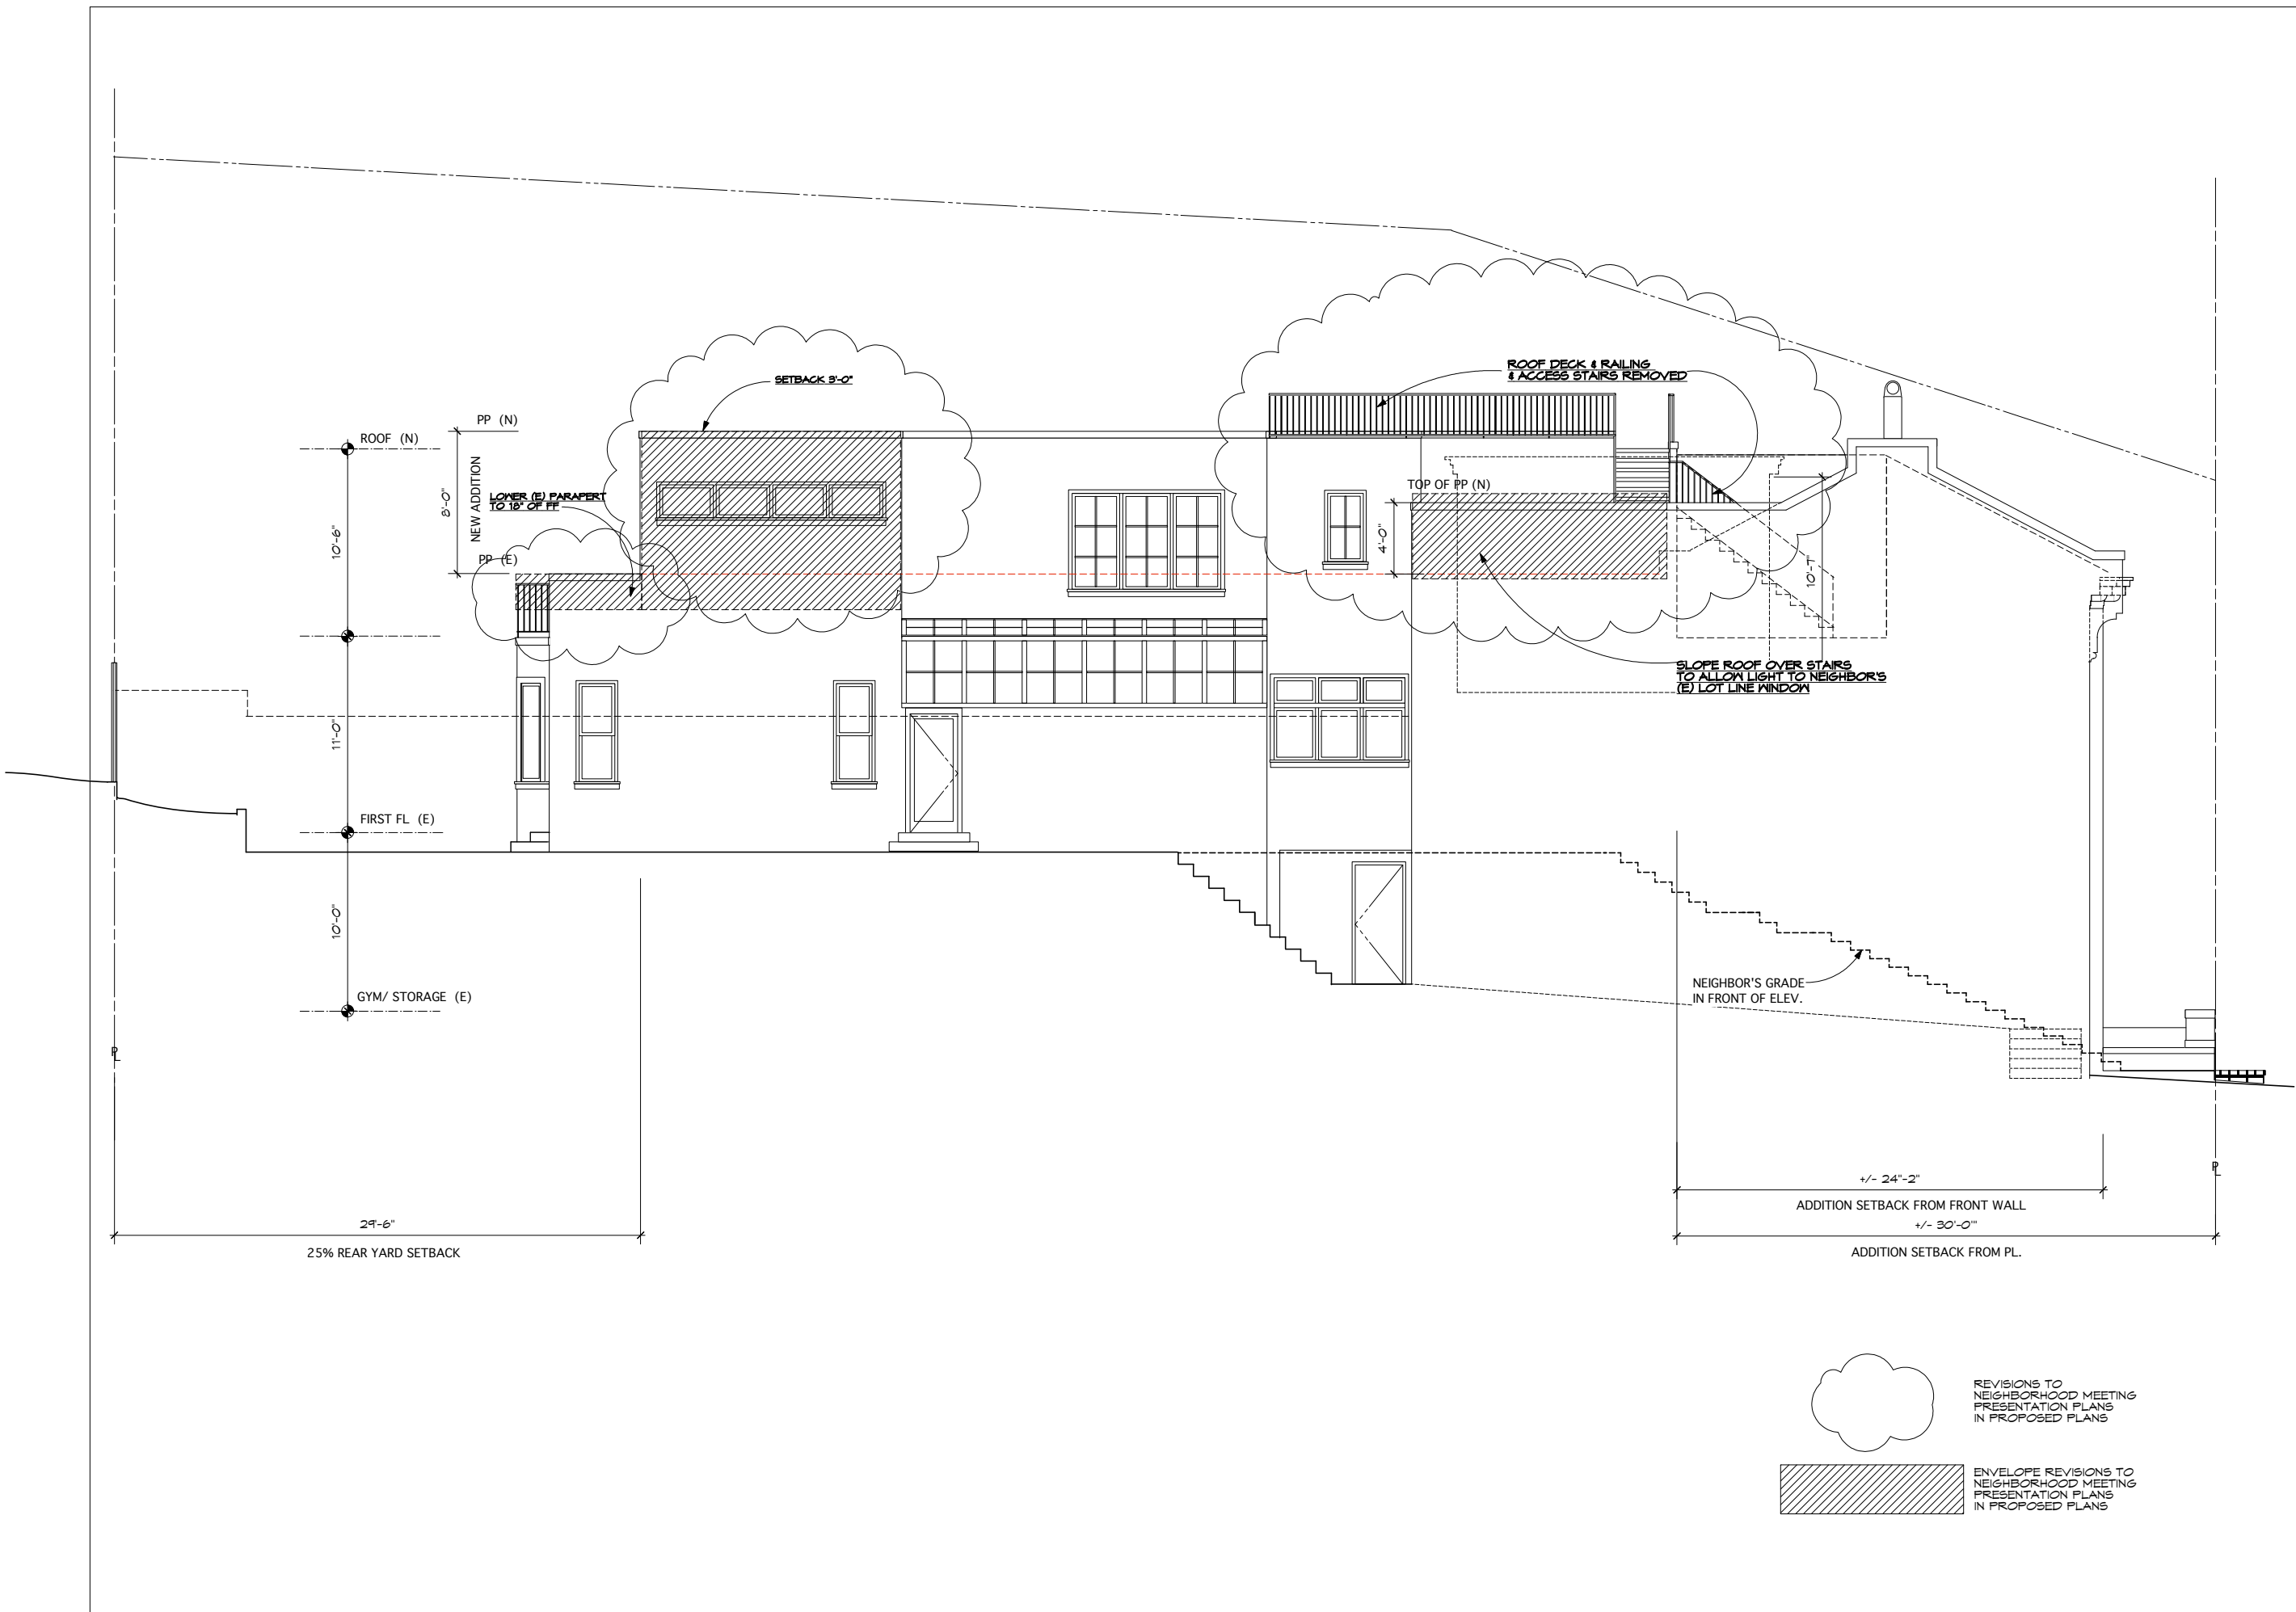 ROOF DECK & RAILING
& ACCESS STAIRS REMOVED
SETBACK 3'-0"
PP (N)
ROOF (N)
NEW ADDITION
8'-0"
LOWER (E) PARAPERT
TO 18" OF FF
TOP OF PP (N)
4'-0"
10'-6"
PP (E)
10'-7"
SLOPE ROOF OVER STAIRS
TO ALLOW LIGHT TO NEIGHBOR'S
(E) LOT LINE WINDOW
11'-0"
FIRST FL (E)
10'-0"
GYM/ STORAGE (E)
NEIGHBOR'S GRADE
IN FRONT OF ELEV.
PL
PL
+/- 24"-2"
ADDITION SETBACK FROM FRONT WALL
29'-6"
+/- 30'-0""
25% REAR YARD SETBACK
ADDITION SETBACK FROM PL.
REVISIONS TO
NEIGHBORHOOD MEETING
PRESENTATION PLANS
IN PROPOSED PLANS
ENVELOPE REVISIONS TO
NEIGHBORHOOD MEETING
PRESENTATION PLANS
IN PROPOSED PLANS